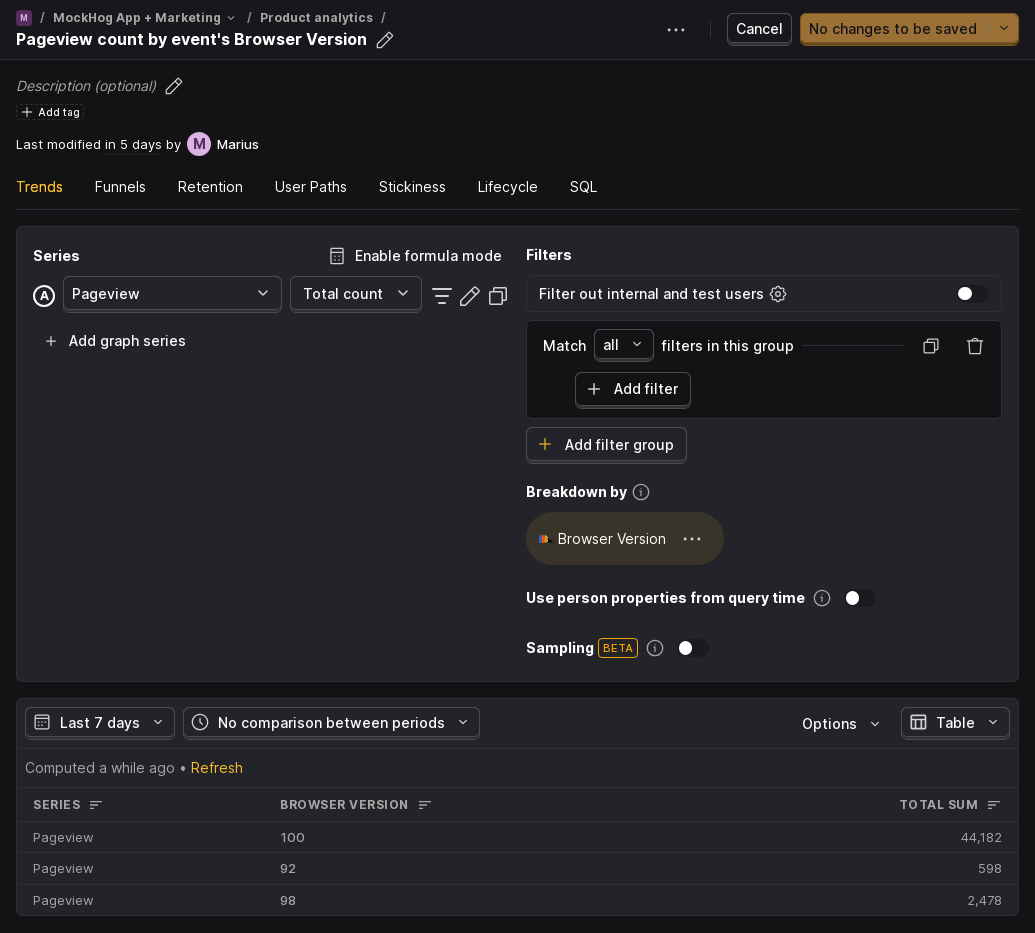 M / MockHog App + Marketing / Product analytics /
Pageview count by event's Browser Version
Cancel
No changes to be saved
Description (optional)
Add tag
Last modified in 5 days by M Marius
Trends Funnels Retention User Paths Stickiness Lifecycle SQL
Series
Enable formula mode
A Pageview Total count
Add graph series
Filters
Filter out internal and test users
Match all filters in this group
Add filter
Add filter group
Breakdown by
Browser Version
Use person properties from query time
Sampling BETA
Last 7 days No comparison between periods Options Table
Computed a while ago • Refresh
SERIES BROWSER VERSION TOTAL SUM
Pageview 100 44,182
Pageview 92 598
Pageview 98 2,478